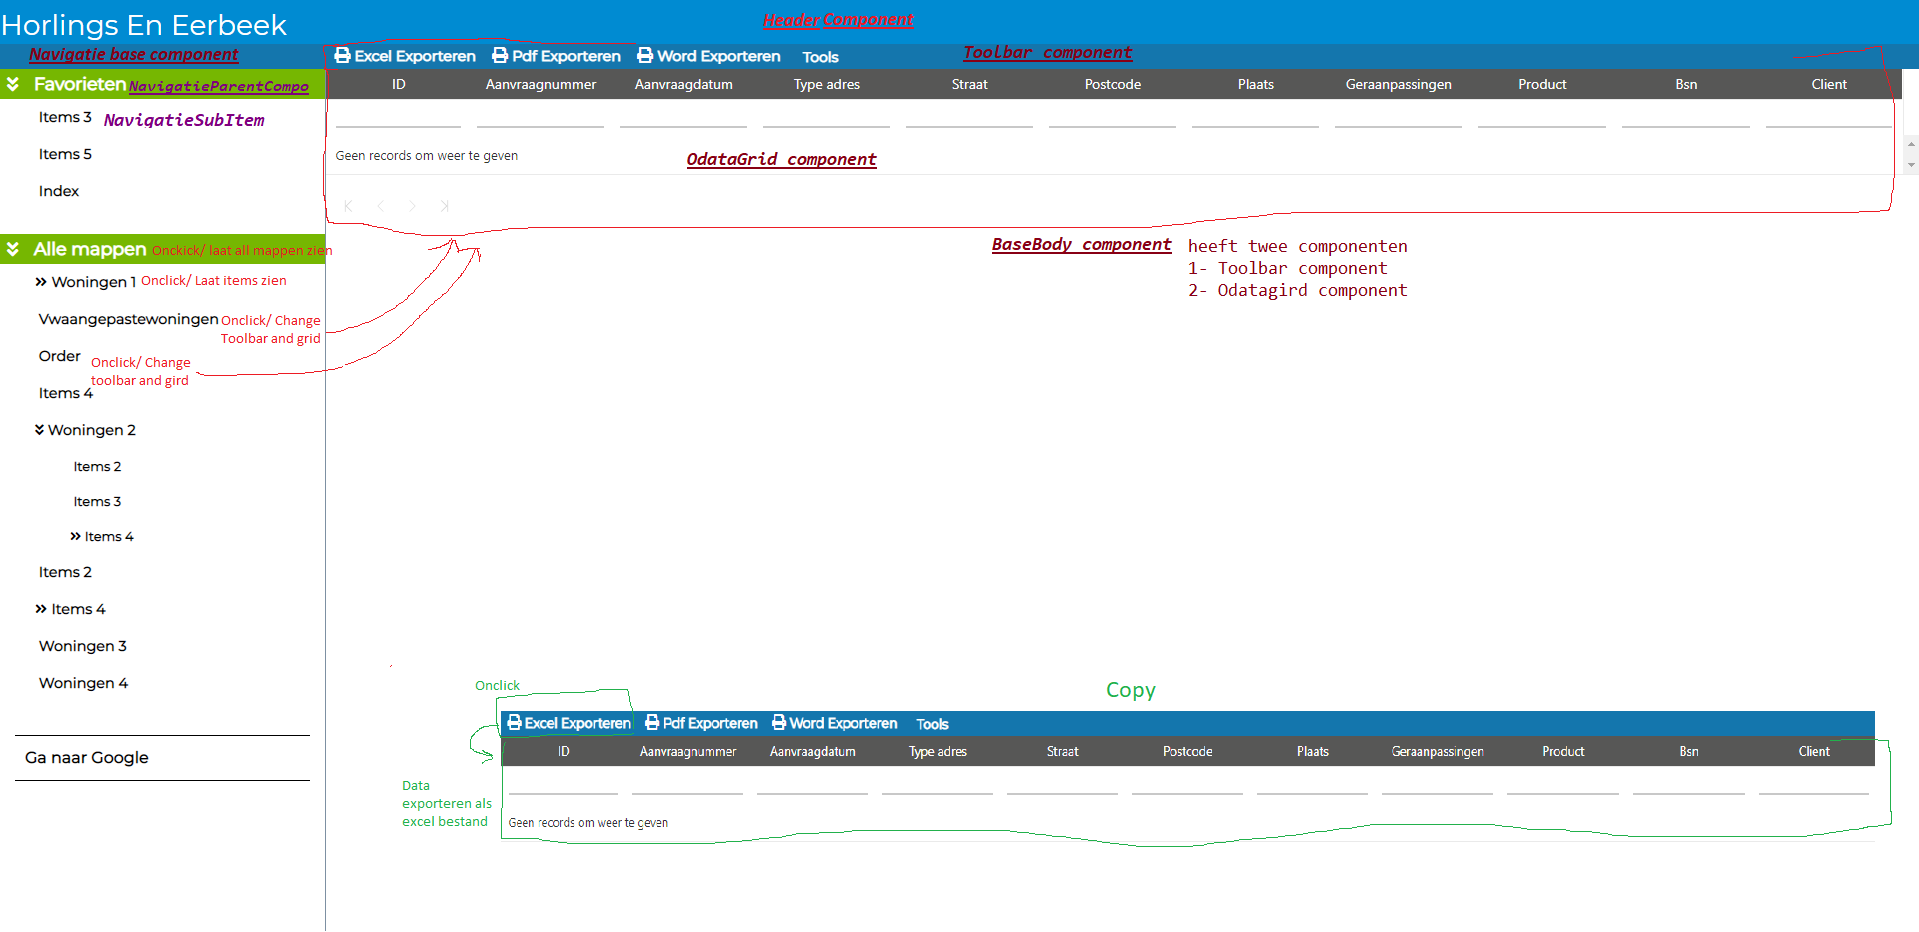 Horlings En Eerbeek
Header Component
Navigatie base component
Excel Exporteren Pdf Exporteren Word Exporteren Tools
Toolbar component
Favorieten NavigatieParentCompo
ID Aanvraagnummer Aanvraagdatum Type adres Straat Postcode Plaats Geraanpassingen Product Bsn Client
Items 3 NavigatieSubItem
Items 5
Index
Geen records om weer te geven
OdataGrid component
BaseBody component heeft twee componenten
1- Toolbar component
2- Odatagird component
Alle mappen Onckick/ laat all mappen zien
Woningen 1 Onclick/ Laat items zien
Vwaangepastewoningen Onclick/ Change
Toolbar and grid
Order Onclick/ Change
toolbar and gird
Items 4
Woningen 2
Items 2
Items 3
Items 4
Items 2
Items 4
Woningen 3
Woningen 4
Ga naar Google
Onclick
Copy
Excel Exporteren Pdf Exporteren Word Exporteren Tools
ID Aanvraagnummer Aanvraagdatum Type adres Straat Postcode Plaats Geraanpassingen Product Bsn Client
Data
exporteren als
excel bestand
Geen records om weer te geven